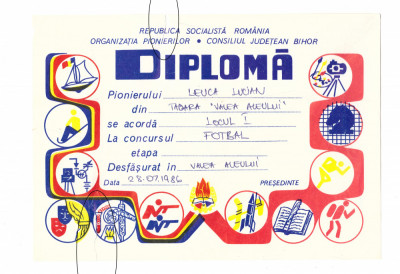 REPUBLICA SOCIALISTĂ ROMÂNIA
ORGANIZAȚIA PIONIERILOR • CONSILIUL JUDEȚEAN BIHOR
DIPLOMĂ
Pionierului LEUCA LUCIAN
din TABĂRA "VALEA ALEULUI"
se acordă LOCUL I
La concursul FOTBAL
etapa
Desfășurat în VALEA ALEULUI
Data 28.07.1986 PREȘEDINTE